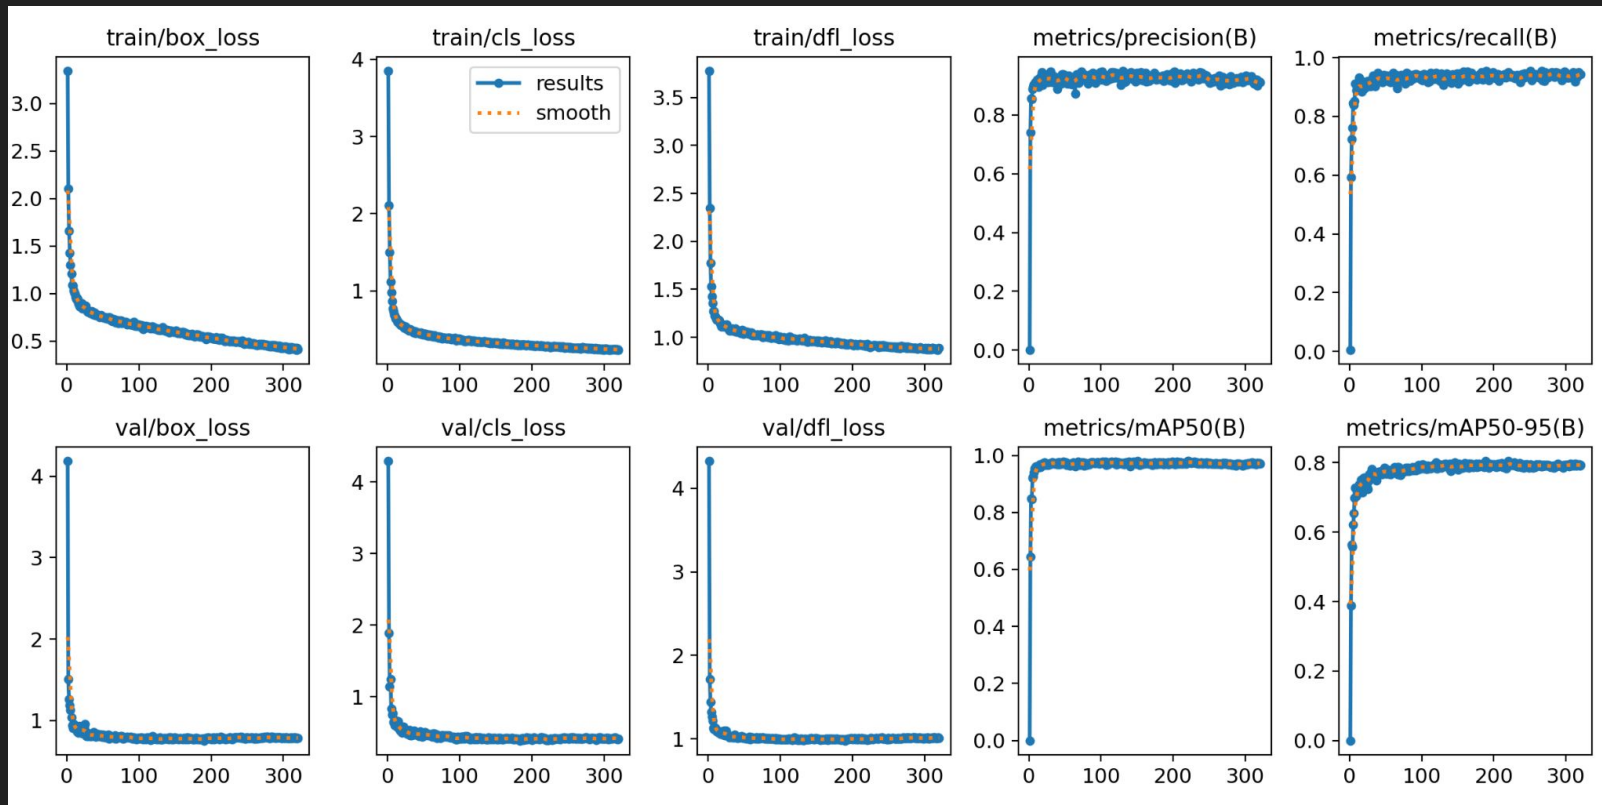 train/box_loss
3.0
2.5
2.0
1.5
1.0
0.5
0 100 200 300
train/cls_loss
results
smooth
4
3
2
1
0 100 200 300
train/dfl_loss
3.5
3.0
2.5
2.0
1.5
1.0
0 100 200 300
metrics/precision(B)
0.8
0.6
0.4
0.2
0.0
0 100 200 300
metrics/recall(B)
1.0
0.8
0.6
0.4
0.2
0.0
0 100 200 300
val/box_loss
4
3
2
1
0 100 200 300
val/cls_loss
4
3
2
1
0 100 200 300
val/dfl_loss
4
3
2
1
0 100 200 300
metrics/mAP50(B)
1.0
0.8
0.6
0.4
0.2
0.0
0 100 200 300
metrics/mAP50-95(B)
0.8
0.6
0.4
0.2
0.0
0 100 200 300